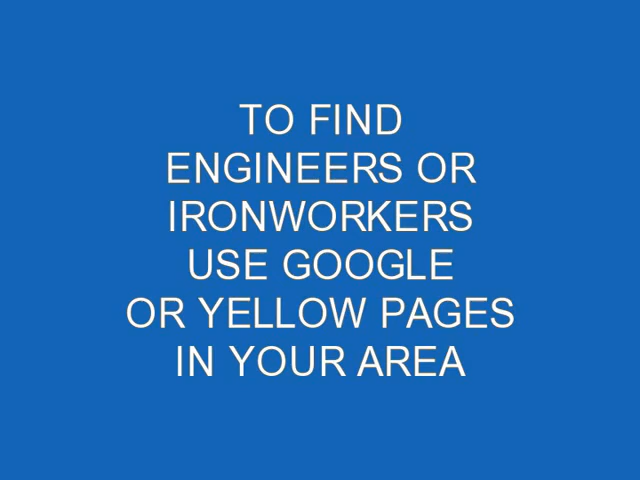 TO FIND
ENGINEERS OR
IRONWORKERS
USE GOOGLE
OR YELLOW PAGES
IN YOUR AREA